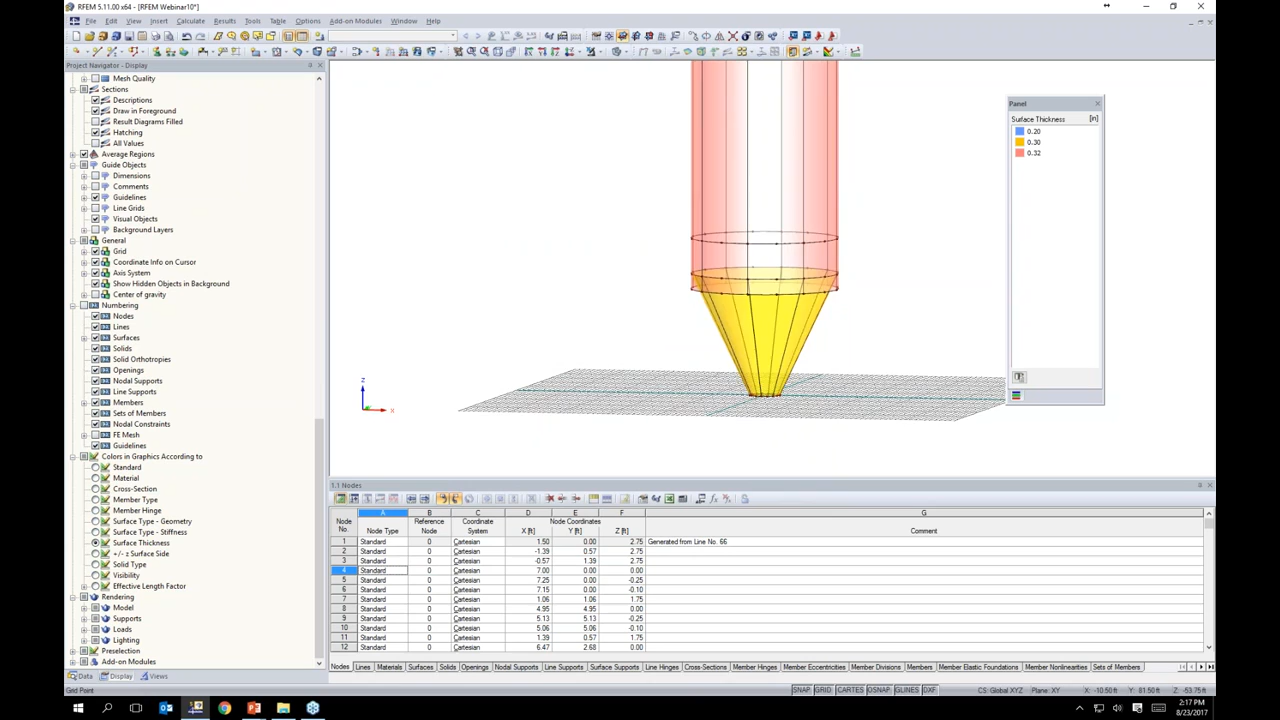 RFEM 5.11.00 x64 - [RFEM Webinar10*]
File Edit View Insert Calculate Results Tools Table Options Add-on Modules Window Help
Project Navigator - Display
Mesh Quality
Sections
Descriptions
Draw in Foreground
Result Diagrams Filled
Hatching
All Values
Average Regions
Guide Objects
Dimensions
Comments
Guidelines
Line Grids
Visual Objects
Background Layers
General
Grid
Coordinate Info on Cursor
Axis System
Show Hidden Objects in Background
Center of gravity
Numbering
Nodes
Lines
Surfaces
Solids
Solid Orthotropies
Openings
Nodal Supports
Line Supports
Members
Sets of Members
Nodal Constraints
FE Mesh
Guidelines
Colors in Graphics According to
Standard
Material
Cross-Section
Member Type
Member Hinge
Surface Type - Geometry
Surface Type - Stiffness
Surface Thickness
+/- z Surface Side
Solid Type
Visibility
Effective Length Factor
Rendering
Model
Supports
Loads
Lighting
Preselection
Add-on Modules
Data Display Views
Grid Point
Panel
Surface Thickness [in]
0.20
0.30
0.32
Z
X
1.1 Nodes
A B C D E F G
Node No. Node Type Reference Node Coordinate System Node Coordinates X [ft] Y [ft] Z [ft] Comment
1 Standard 0 Cartesian 1.50 0.00 2.75 Generated from Line No. 66
2 Standard 0 Cartesian -1.39 0.57 2.75
3 Standard 0 Cartesian -0.57 1.39 2.75
4 Standard 0 Cartesian 7.00 0.00 0.00
5 Standard 0 Cartesian 7.25 0.00 -0.25
6 Standard 0 Cartesian 7.15 0.00 -0.10
7 Standard 0 Cartesian 1.06 1.06 1.75
8 Standard 0 Cartesian 4.95 4.95 0.00
9 Standard 0 Cartesian 5.13 5.13 -0.25
10 Standard 0 Cartesian 5.06 5.06 -0.10
11 Standard 0 Cartesian 1.39 0.57 1.75
12 Standard 0 Cartesian 6.47 2.68 0.00
Nodes Lines Materials Surfaces Solids Openings Nodal Supports Line Supports Surface Supports Line Hinges Cross-Sections Member Hinges Member Eccentricities Member Divisions Members Member Elastic Foundations Member Nonlinearities Sets of Members
SNAP GRID CARTES OSNAP GLINES DXF CS: Global XYZ Plane: XY X: -10.50 ft Y: 81.50 ft Z: -53.75 ft
2:17 PM
8/23/2017